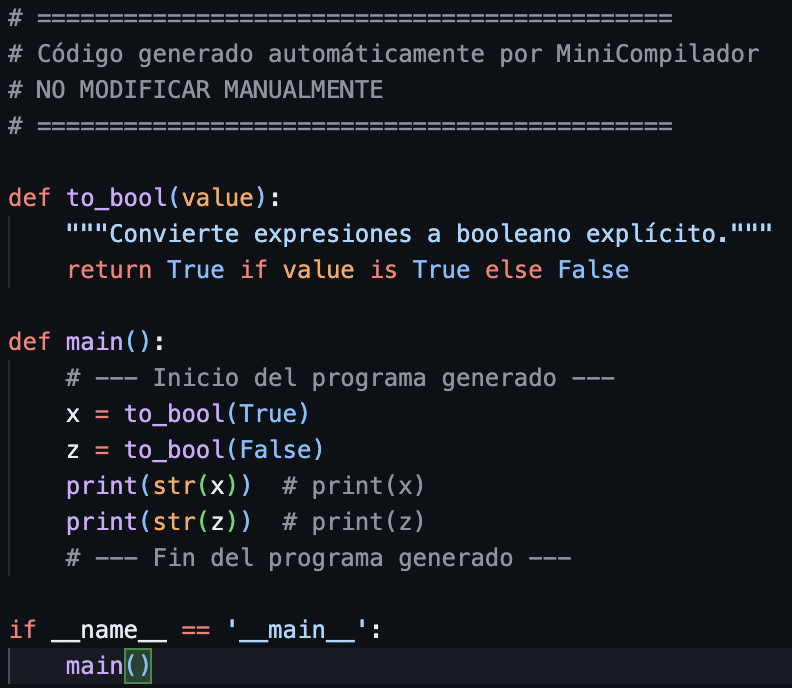 # ============================================
# Código generado automáticamente por MiniCompilador
# NO MODIFICAR MANUALMENTE
# ============================================
def to_bool(value):
"""Convierte expresiones a booleano explícito."""
return True if value is True else False
def main():
# --- Inicio del programa generado ---
x = to_bool(True)
z = to_bool(False)
print(str(x))  # print(x)
print(str(z))  # print(z)
# --- Fin del programa generado ---
if __name__ == '__main__':
main()